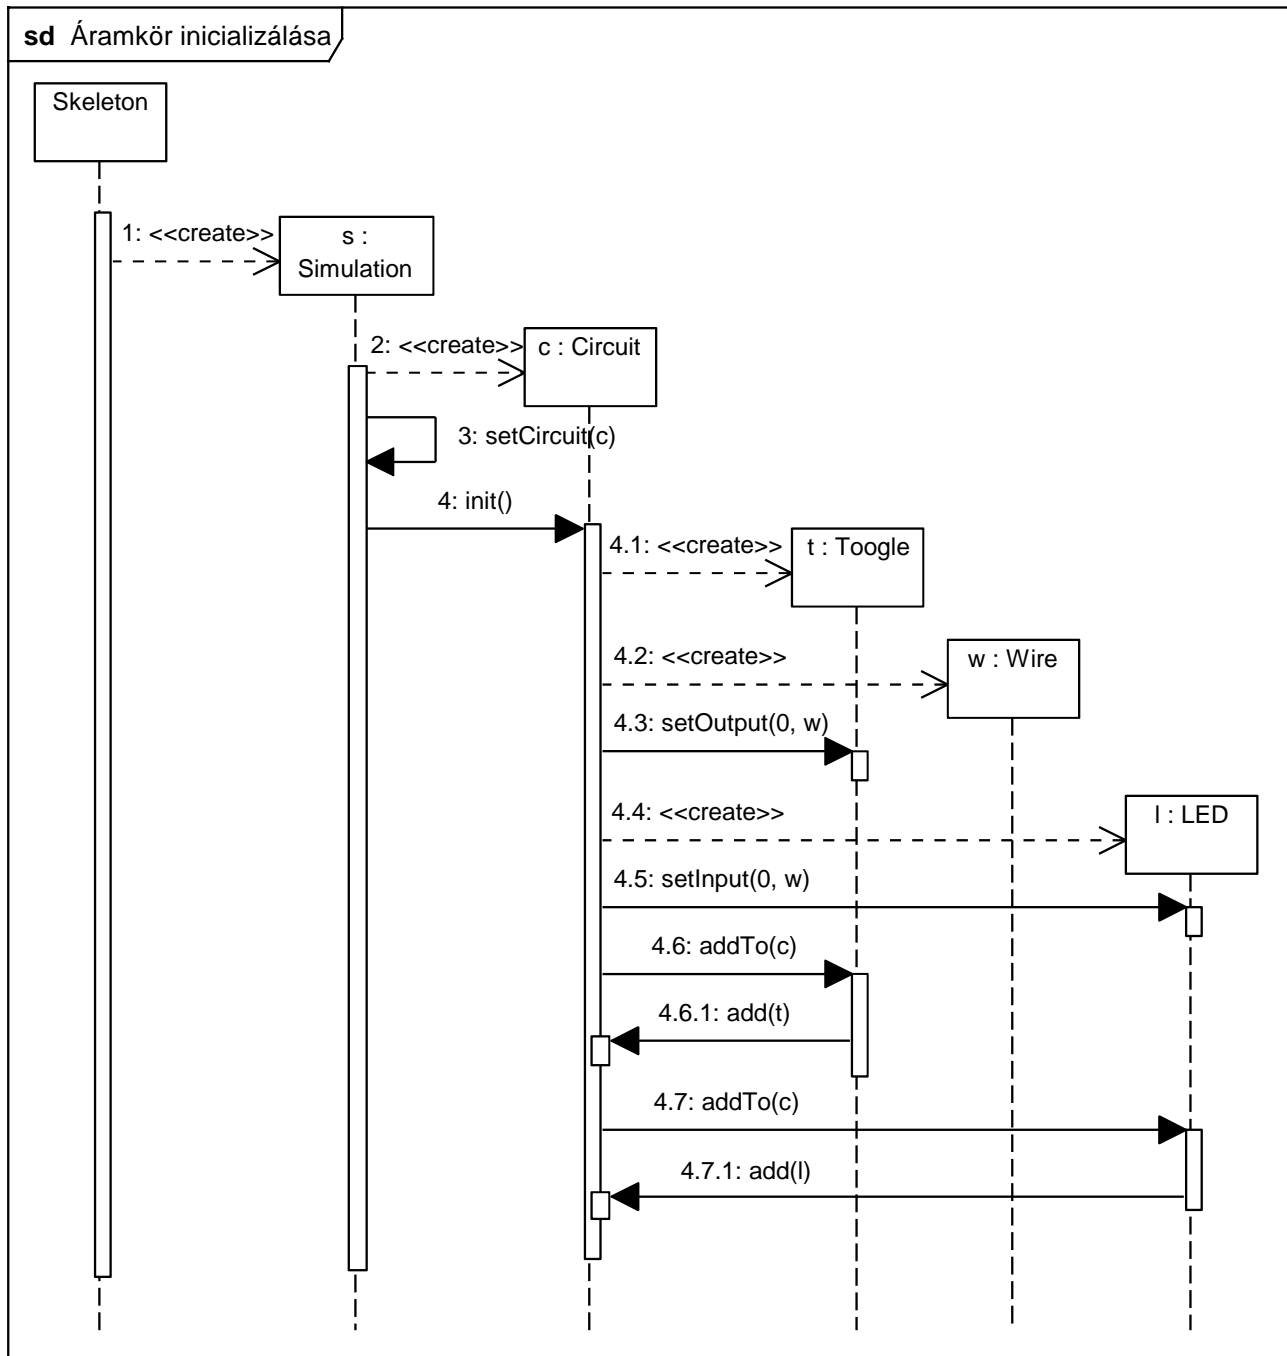 sd Áramkör inicializálása
Skeleton
1: <<create>>
s :
Simulation
2: <<create>>
c : Circuit
3: setCircuit(c)
4: init()
4.1: <<create>>
t : Toogle
4.2: <<create>>
w : Wire
4.3: setOutput(0, w)
4.4: <<create>>
l : LED
4.5: setInput(0, w)
4.6: addTo(c)
4.6.1: add(t)
4.7: addTo(c)
4.7.1: add(l)